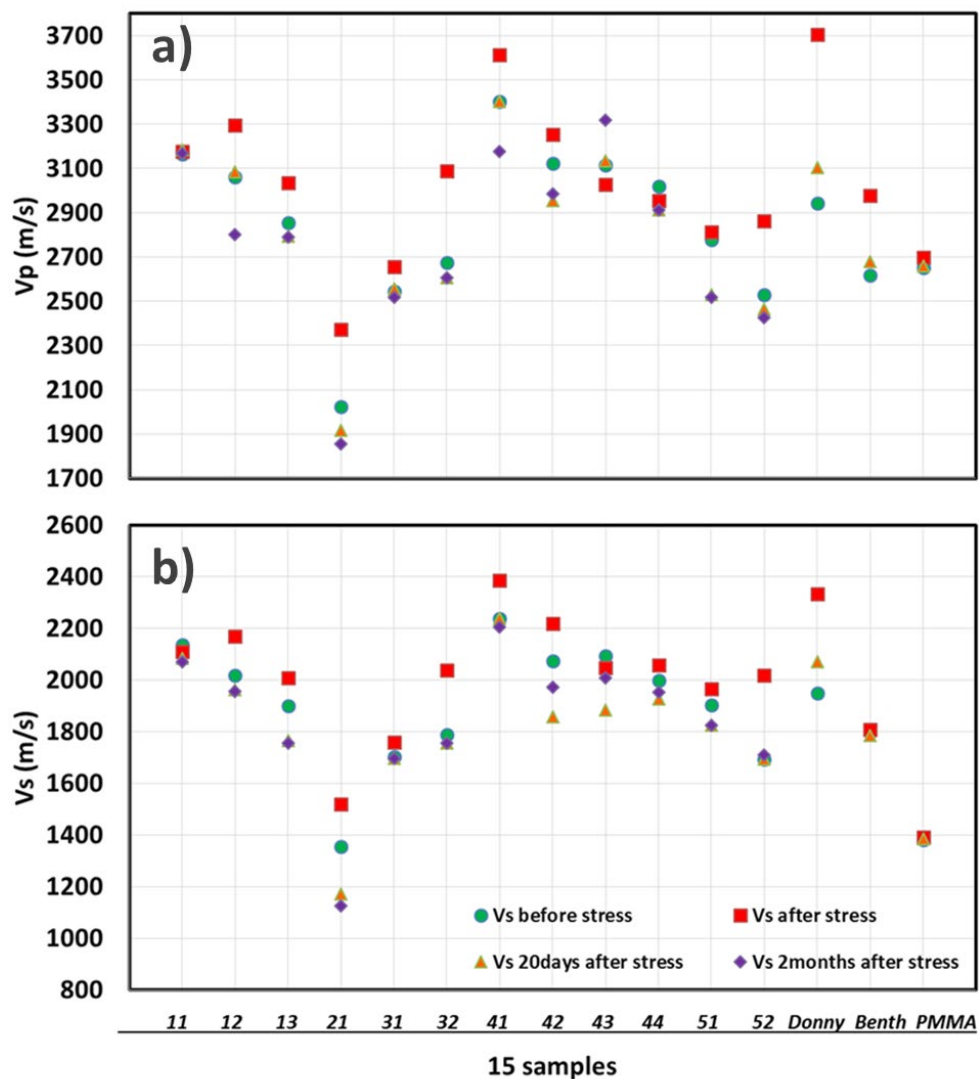 a)
Vp (m/s)
3700
3500
3300
3100
2900
2700
2500
2300
2100
1900
1700
b)
Vs (m/s)
2600
2400
2200
2000
1800
1600
1400
1200
1000
800
Vs before stress
Vs after stress
Vs 20days after stress
Vs 2months after stress
11 12 13 21 31 32 41 42 43 44 51 52 Donny Benth PMMA
15 samples